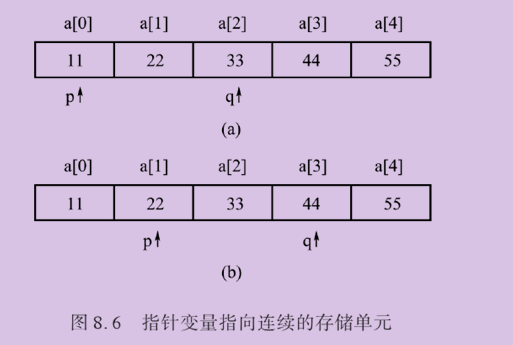 a[0] a[1] a[2] a[3] a[4]
11 22 33 44 55
p↑ q↑
(a)
a[0] a[1] a[2] a[3] a[4]
11 22 33 44 55
p↑ q↑
(b)
图 8.6 指针变量指向连续的存储单元